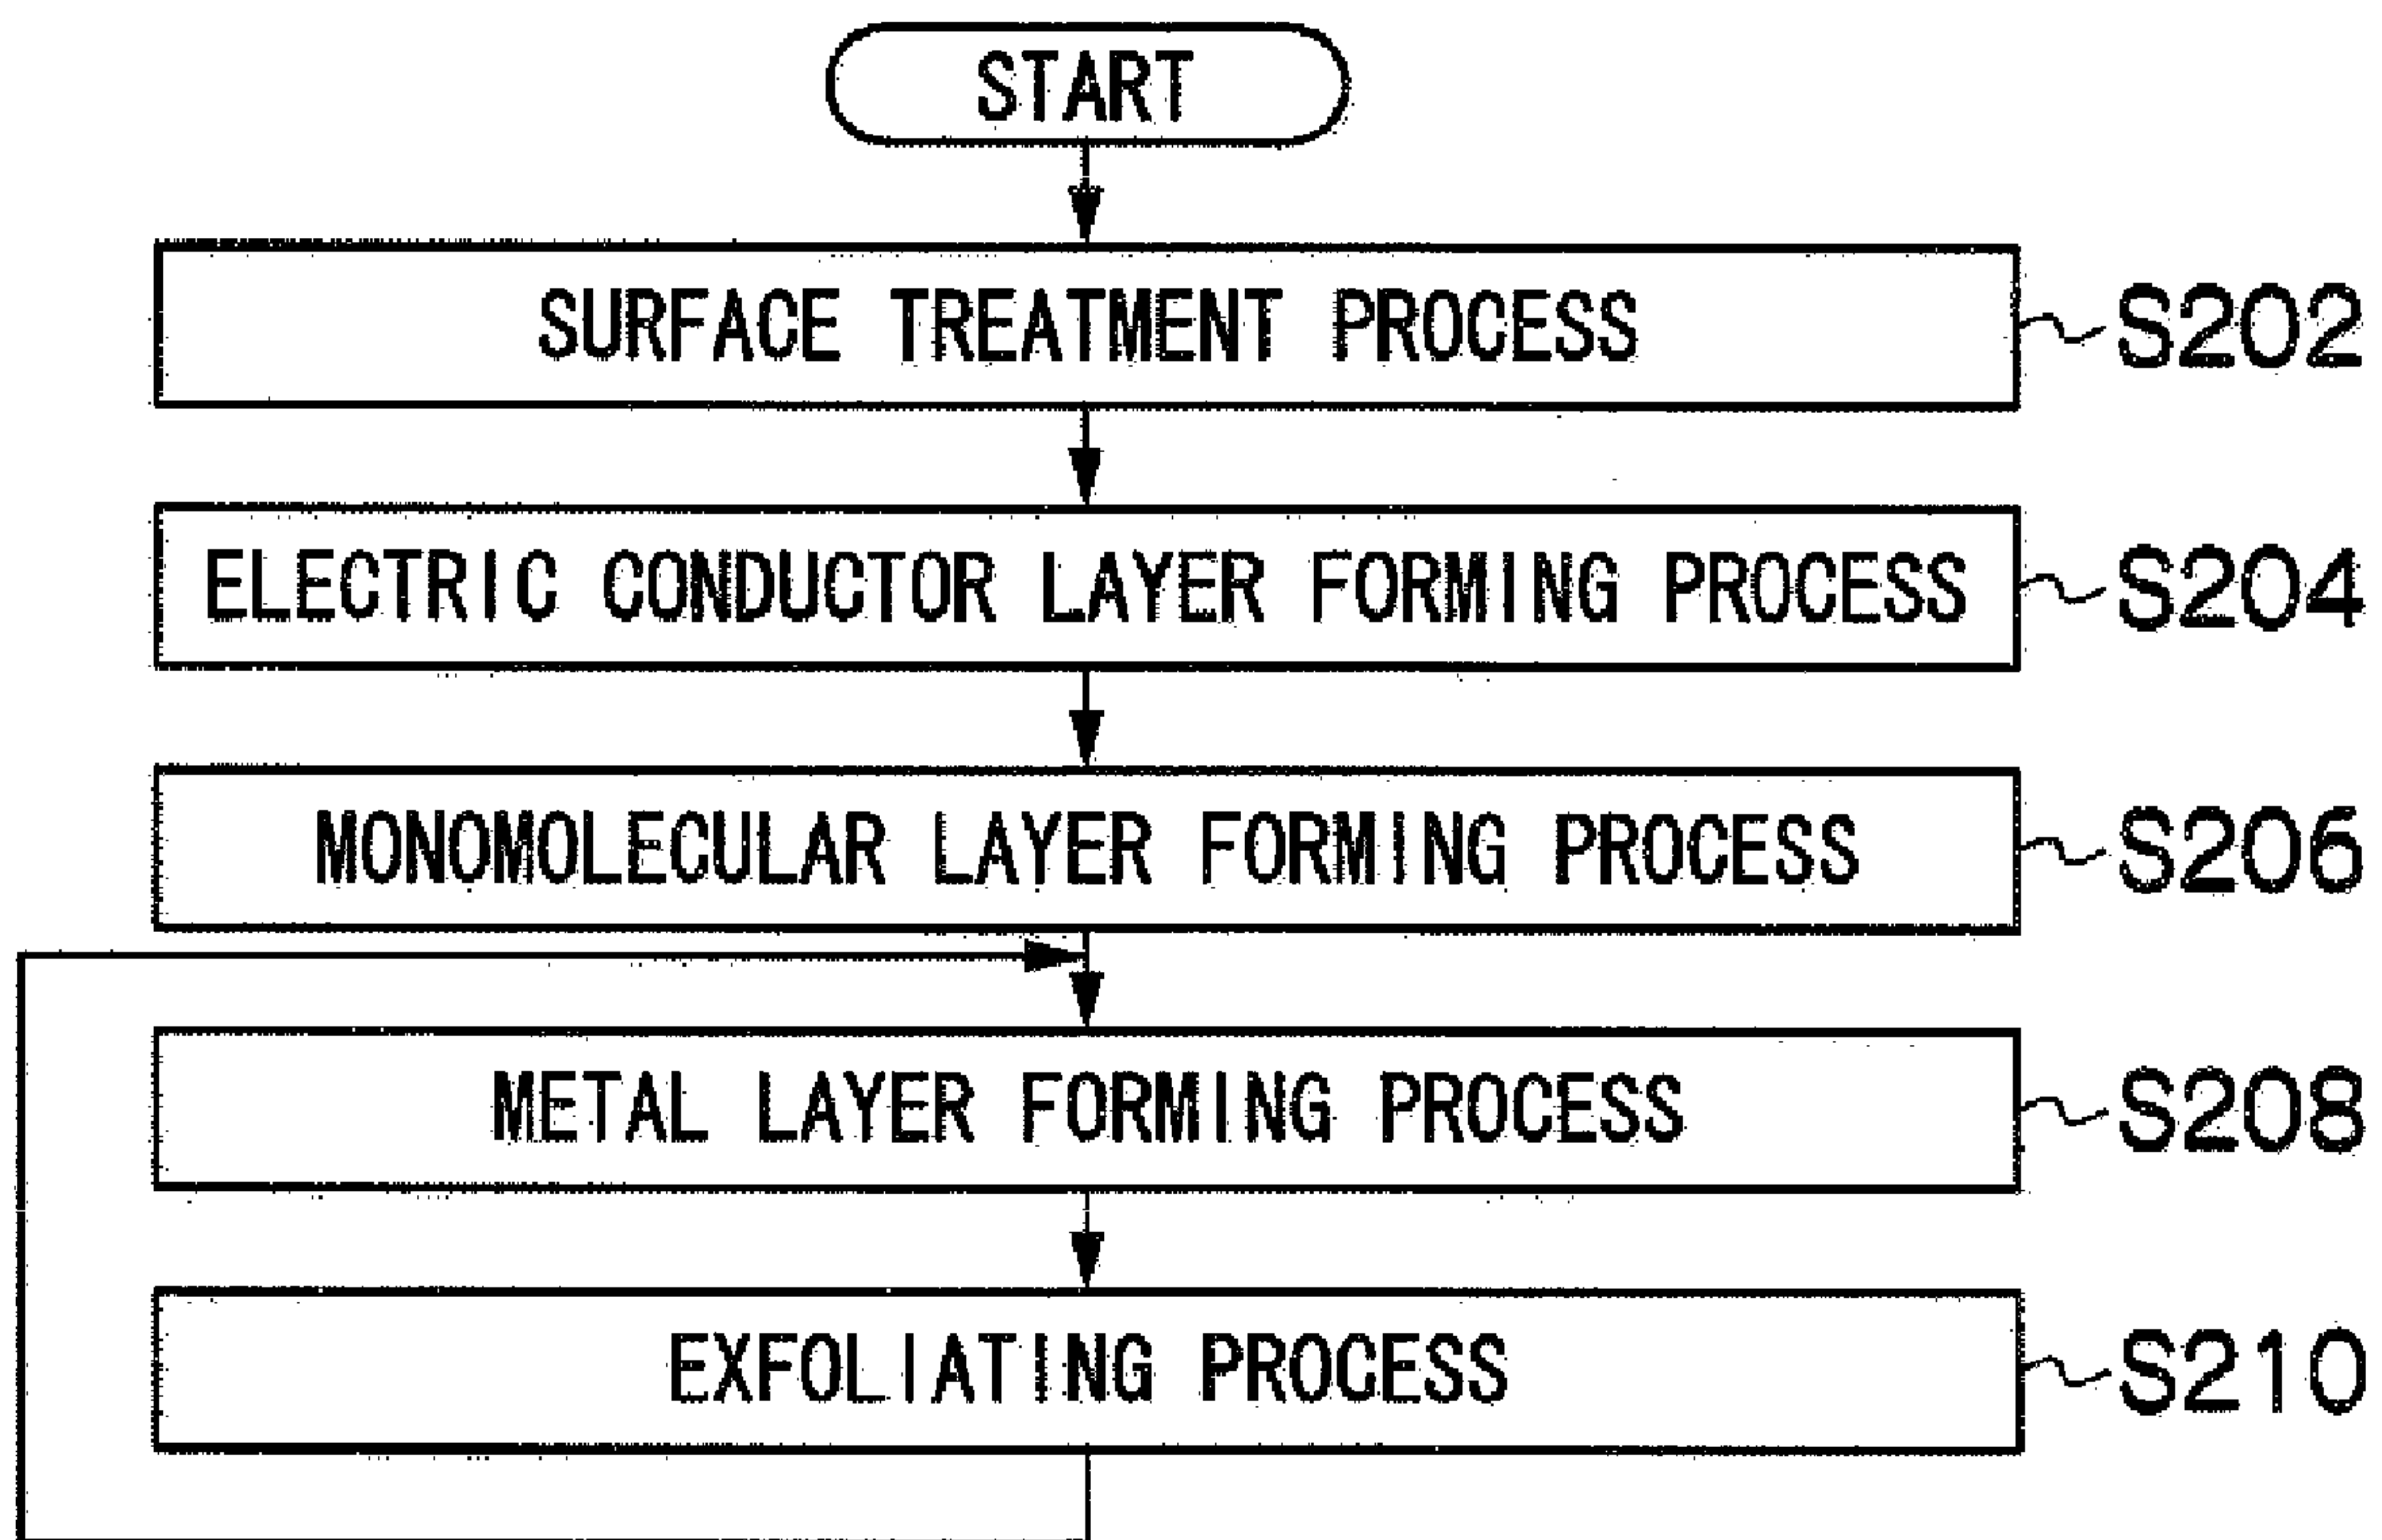 START
SURFACE TREATMENT PROCESS S202
ELECTRIC CONDUCTOR LAYER FORMING PROCESS S204
MONOMOLECULAR LAYER FORMING PROCESS S206
METAL LAYER FORMING PROCESS S208
EXFOLIATING PROCESS S210